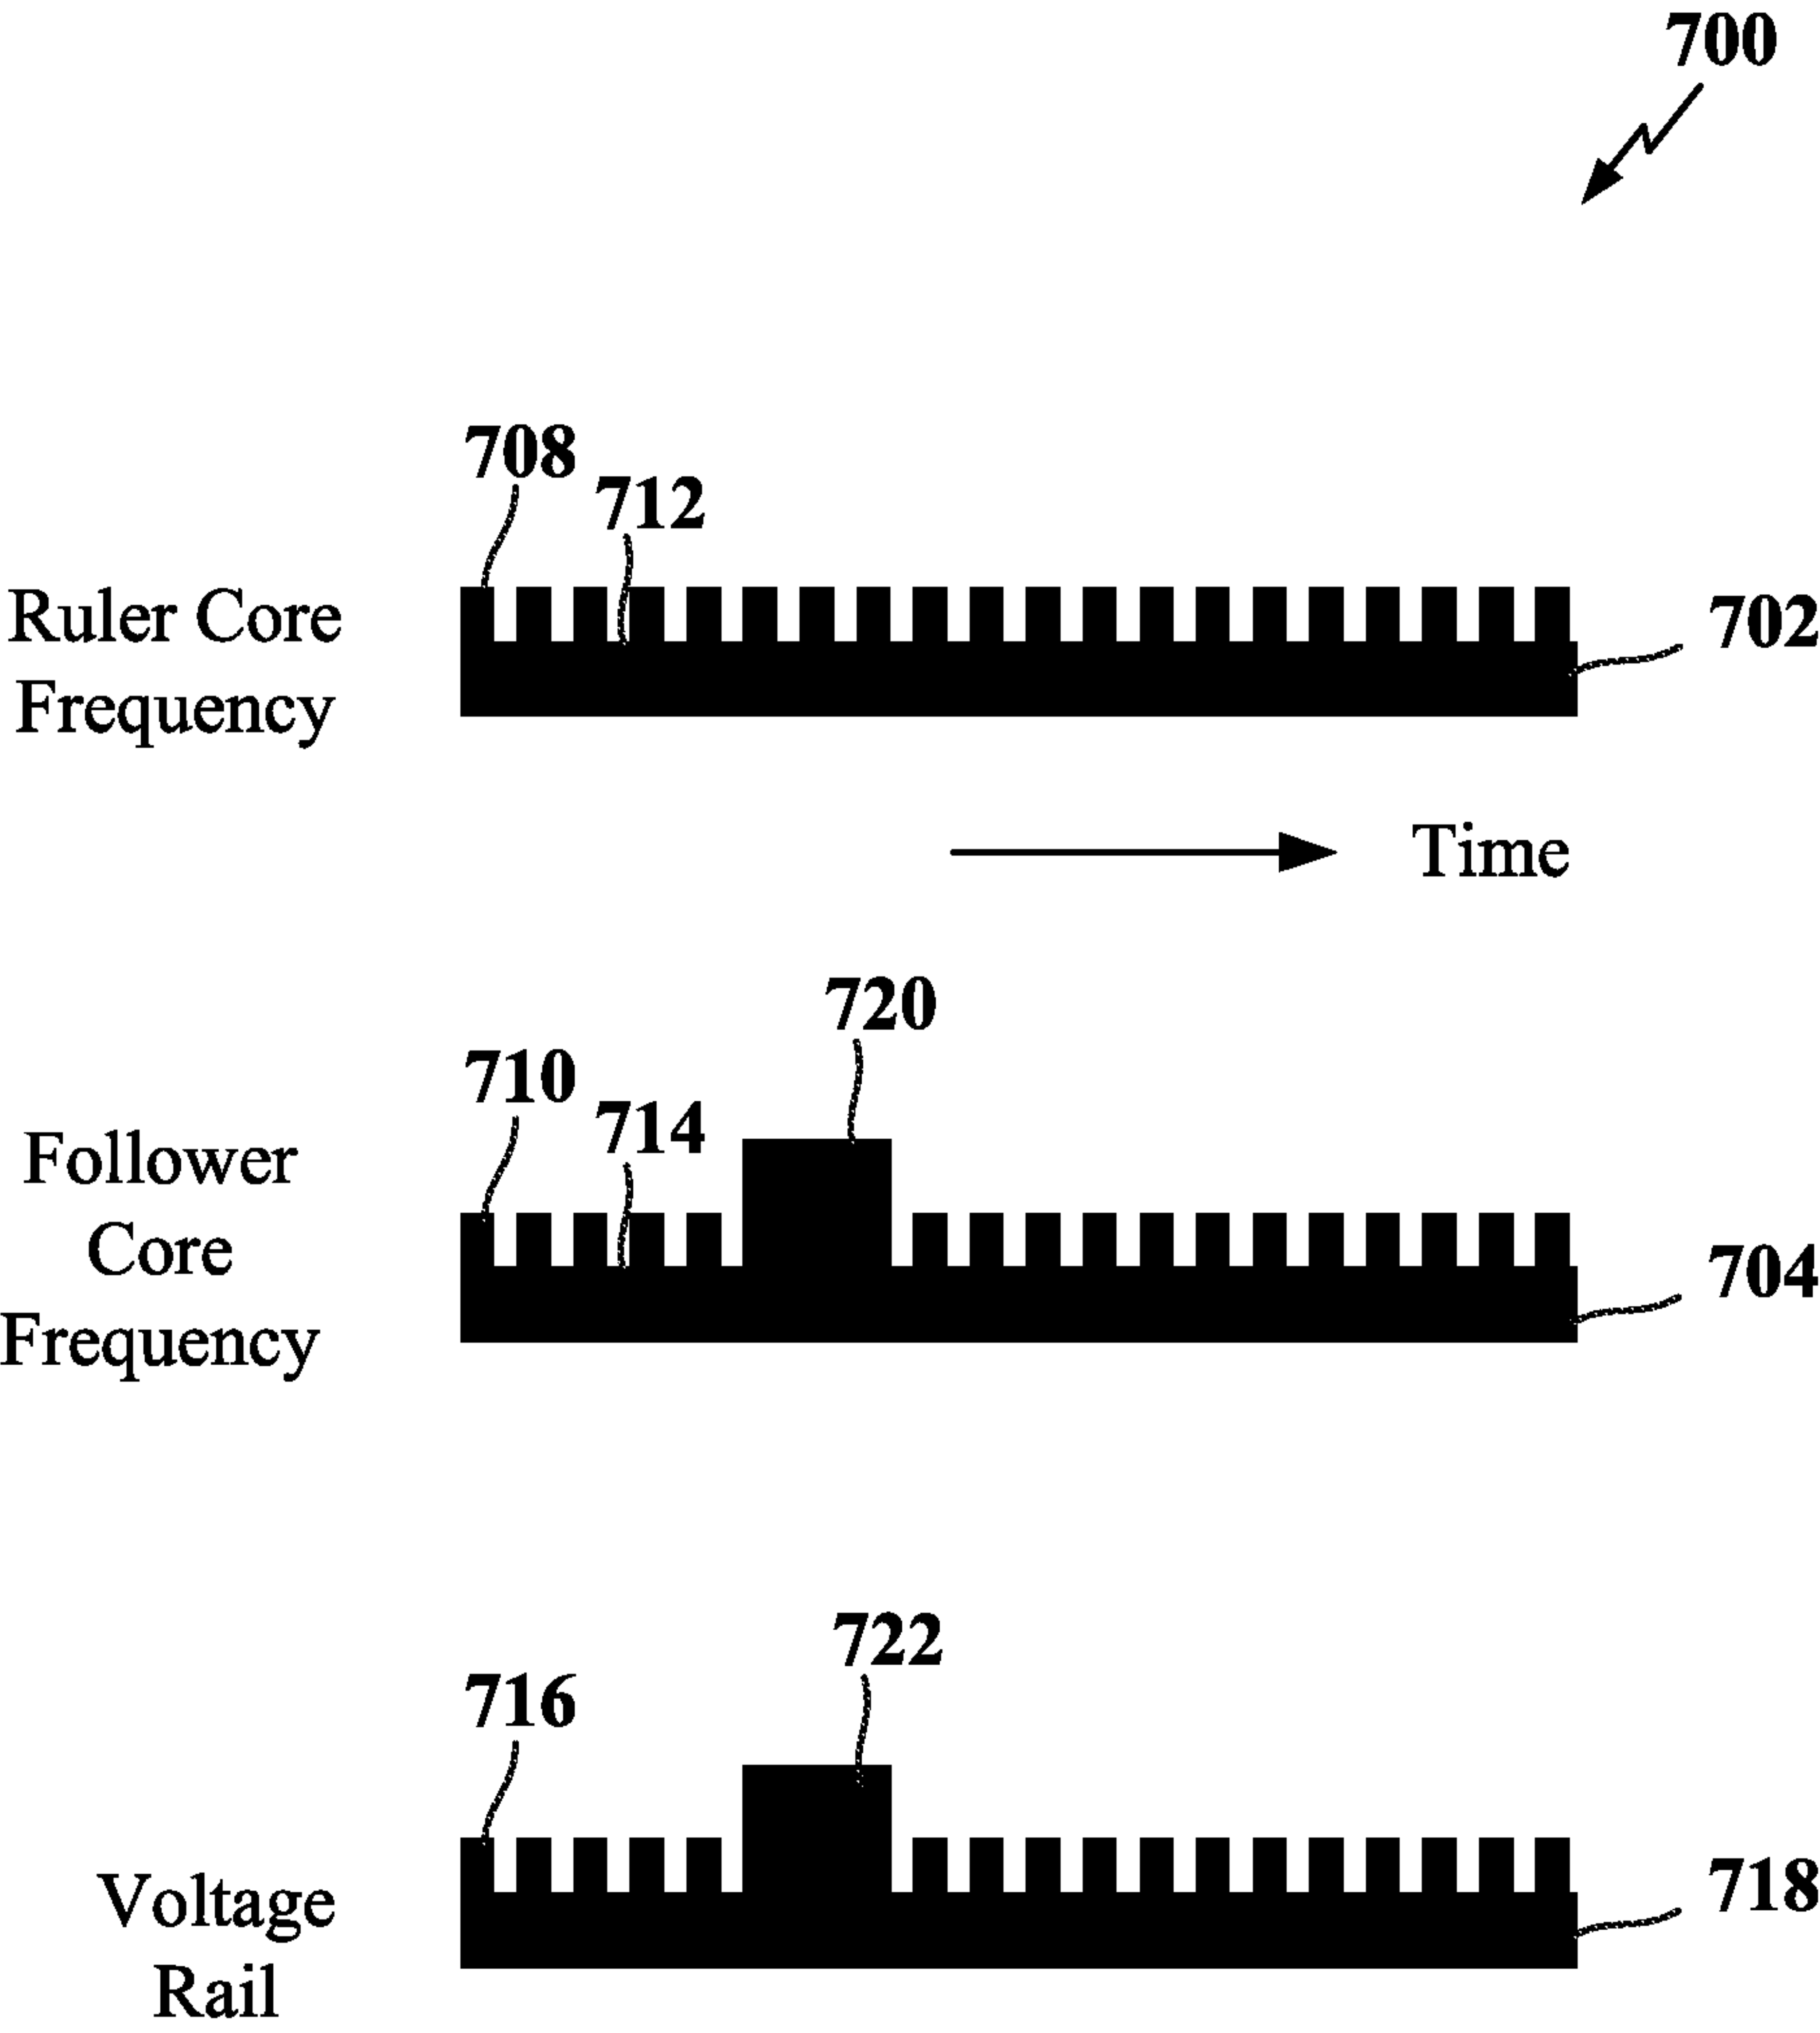 700
708
712
Ruler Core
Frequency
702
Time
720
710
714
Follower
Core
Frequency
704
722
716
Voltage
Rail
718